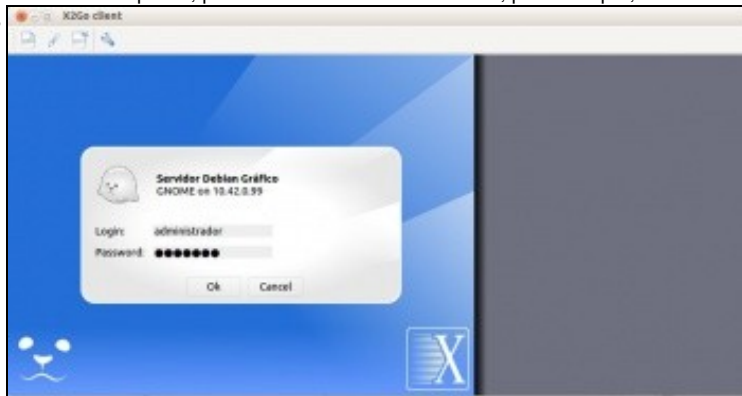 X2Go client
Servidor Debian Gráfico
GNOME on 10.42.0.99
Login: administrador
Password: ●●●●●●●
Ok Cancel
X